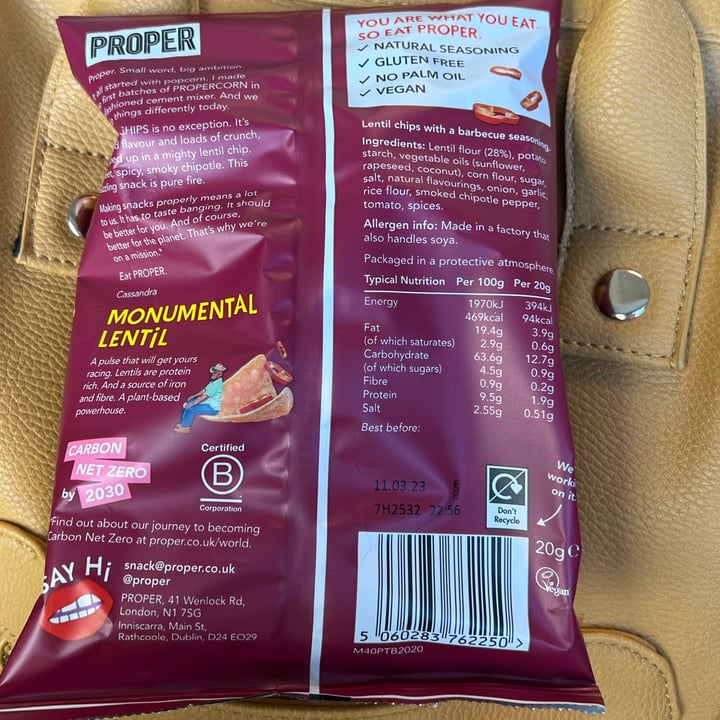 PROPER
Proper. Small word, big ambition.
all started with popcorn. I made
first batches of PROPERCORN in
fashioned cement mixer. And we
things differently today.
CHIPS is no exception. It's
flavour and loads of crunch,
ed up in a mighty lentil chip.
spicy, smoky chipotle. This
snack is pure fire.
Making snacks properly means a lot
to us. It has to taste banging. It should
be better for you. And of course,
better for the planet. That's why we're
on a mission.
Eat PROPER.
Cassandra
MONUMENTAL
LENTiL
A pulse that will get yours
racing. Lentils are protein
rich. And a source of iron
and fibre. A plant-based
powerhouse.
CARBON
NET ZERO
by 2030
Certified
B
Corporation
Find out about our journey to becoming
Carbon Net Zero at proper.co.uk/world.
SAY Hi
snack@proper.co.uk
@proper
PROPER, 41 Wenlock Rd,
London, N1 7SG
Inniscarra, Main St,
Rathcoole, Dublin, D24 EO29
YOU ARE WHAT YOU EAT.
SO EAT PROPER.
✓ NATURAL SEASONING
✓ GLUTEN FREE
✓ NO PALM OIL
✓ VEGAN
Lentil chips with a barbecue seasoning.
Ingredients: Lentil flour (28%), potato
starch, vegetable oils (sunflower,
rapeseed, coconut), corn flour, sugar,
salt, natural flavourings, onion, garlic,
rice flour, smoked chipotle pepper,
tomato, spices.
Allergen info: Made in a factory that
also handles soya.
Packaged in a protective atmosphere.
Typical Nutrition Per 100g Per 20g
Energy 1970kJ 394kJ
469kcal 94kcal
Fat 19.4g 3.9g
(of which saturates) 2.9g 0.6g
Carbohydrate 63.6g 12.7g
(of which sugars) 4.5g 0.9g
Fibre 0.9g 0.2g
Protein 9.5g 1.9g
Salt 2.55g 0.51g
Best before:
11.03.23
7H2532 22:56
7026
Don't
Recycle
We
worki
on it
20g e
Vegan
5 060283 762250 >
M40PTB2020